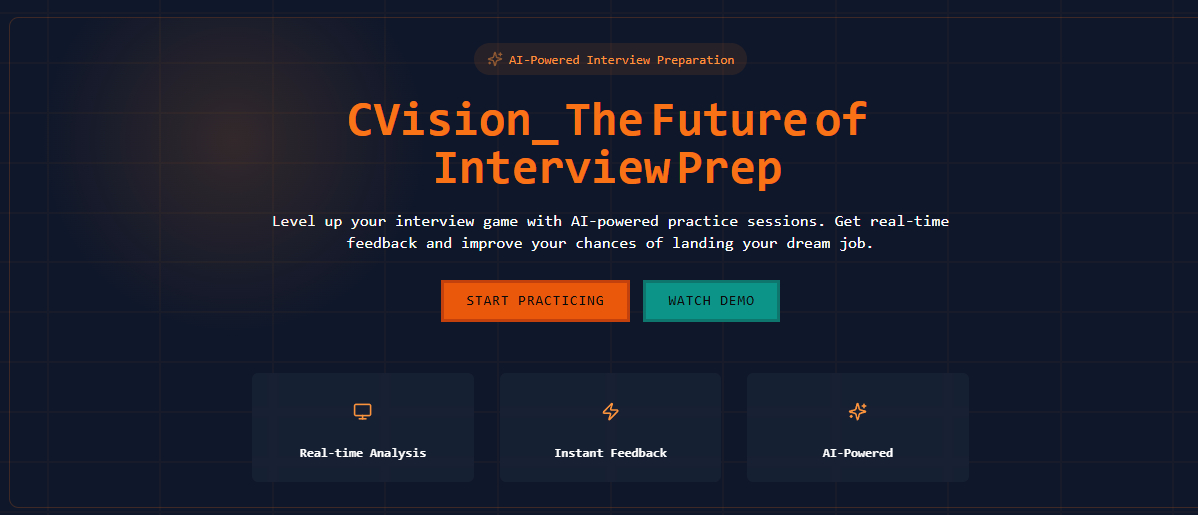 AI-Powered Interview Preparation
CVision_ The Future of
Interview Prep
Level up your interview game with AI-powered practice sessions. Get real-time
feedback and improve your chances of landing your dream job.
START PRACTICING
WATCH DEMO
Real-time Analysis
Instant Feedback
AI-Powered